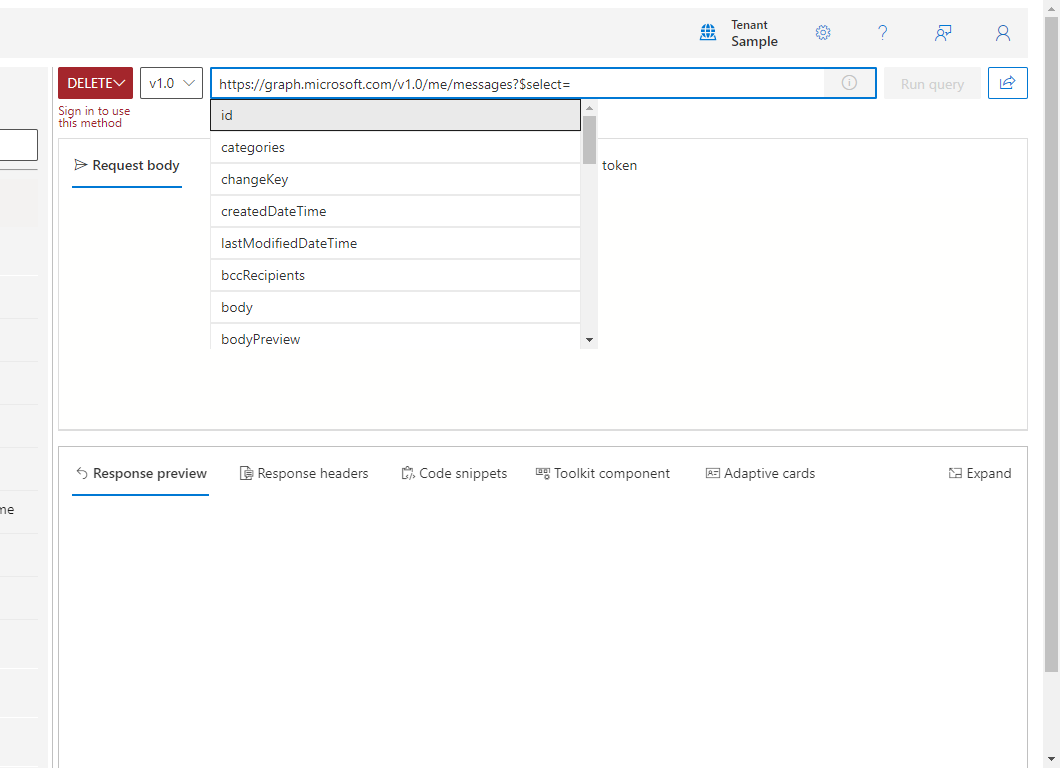 Tenant
Sample
DELETE
v1.0
https://graph.microsoft.com/v1.0/me/messages?$select=
Run query
Sign in to use
this method
id
categories
changeKey
createdDateTime
lastModifiedDateTime
bccRecipients
body
bodyPreview
Request body
token
Response preview
Response headers
Code snippets
Toolkit component
Adaptive cards
Expand
me